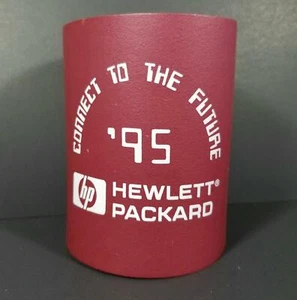 CONNECT TO THE FUTURE
'95
hp HEWLETT®
PACKARD